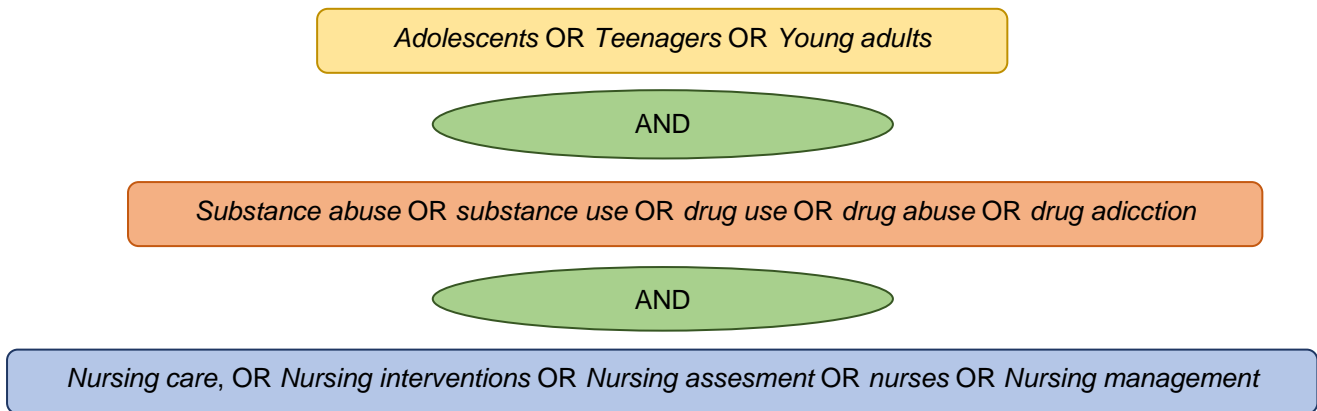 Adolescents OR Teenagers OR Young adults
AND
Substance abuse OR substance use OR drug use OR drug abuse OR drug adicction
AND
Nursing care, OR Nursing interventions OR Nursing assesment OR nurses OR Nursing management